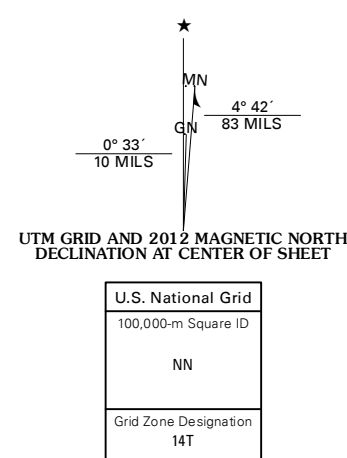 ★
MN
4° 42´
83 MILS
GN
0° 33´
10 MILS
UTM GRID AND 2012 MAGNETIC NORTH
DECLINATION AT CENTER OF SHEET
U.S. National Grid
100,000-m Square ID
NN
Grid Zone Designation
14T